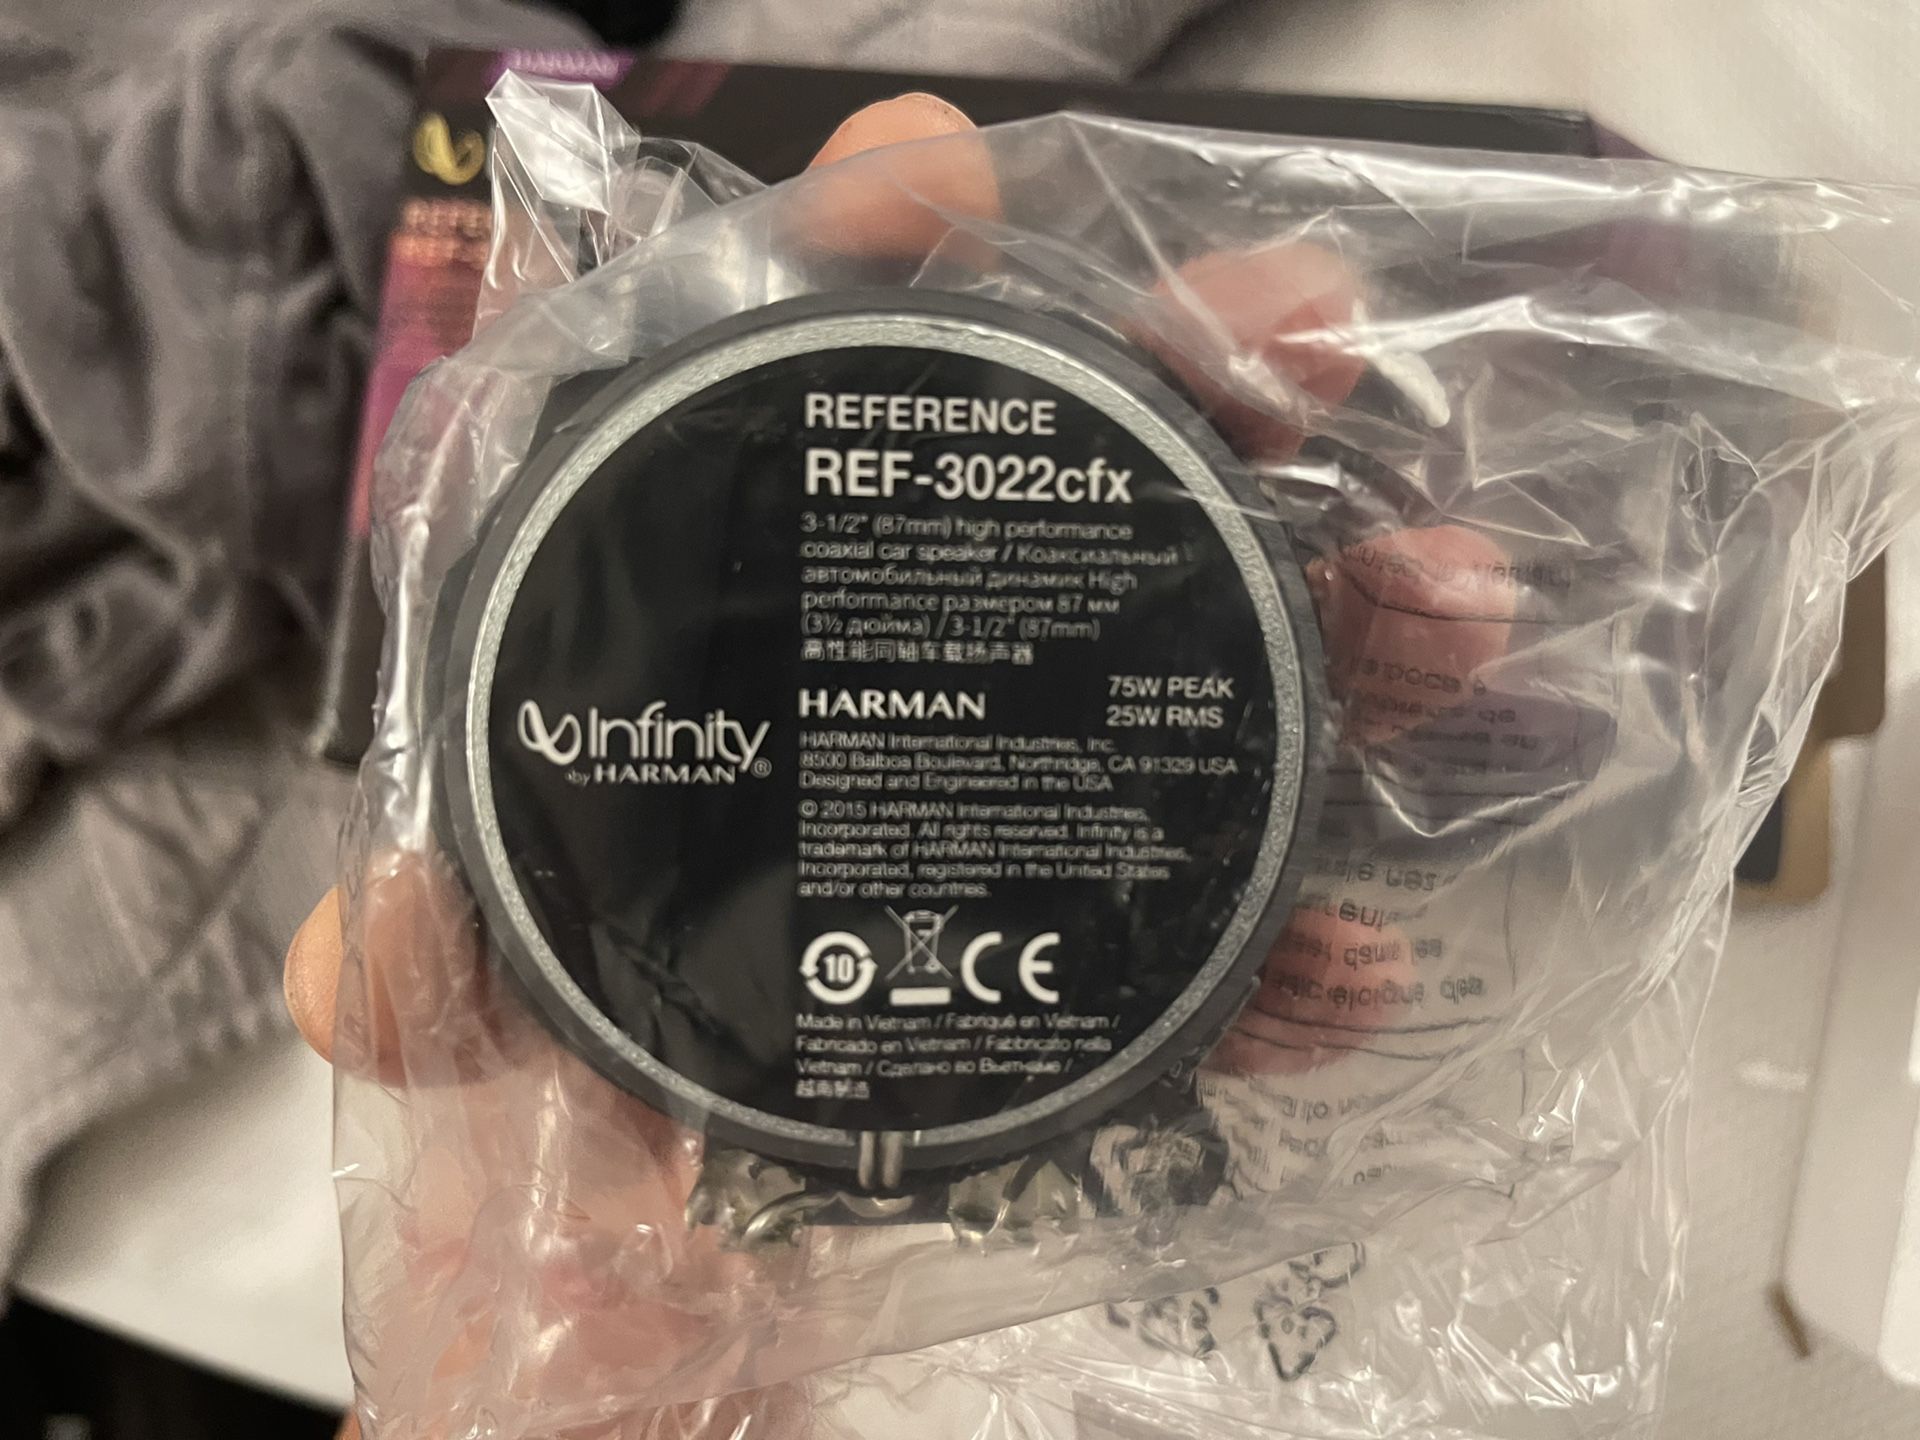 REFERENCE
REF-3022cfx
3-1/2" (87mm) high performance
coaxial car speaker / Коаксиальный
автомобильный динамик High
performance размером 87 мм
(3½ дюйма) / 3-1/2" (87mm)
高性能同轴车载扬声器
Infinity®
by HARMAN
HARMAN
75W PEAK
25W RMS
HARMAN International Industries, Inc.
8500 Balboa Boulevard, Northridge, CA 91329 USA
Designed and Engineered in the USA
© 2015 HARMAN International Industries,
Incorporated. All rights reserved. Infinity is a
trademark of HARMAN International Industries,
Incorporated, registered in the United States
and/or other countries.
10
CE
Made in Vietnam / Fabriqué en Vietnam /
Fabricado en Vietnam / Fabbricato nella
Vietnam / Сделано во Вьетнаме /
越南制造